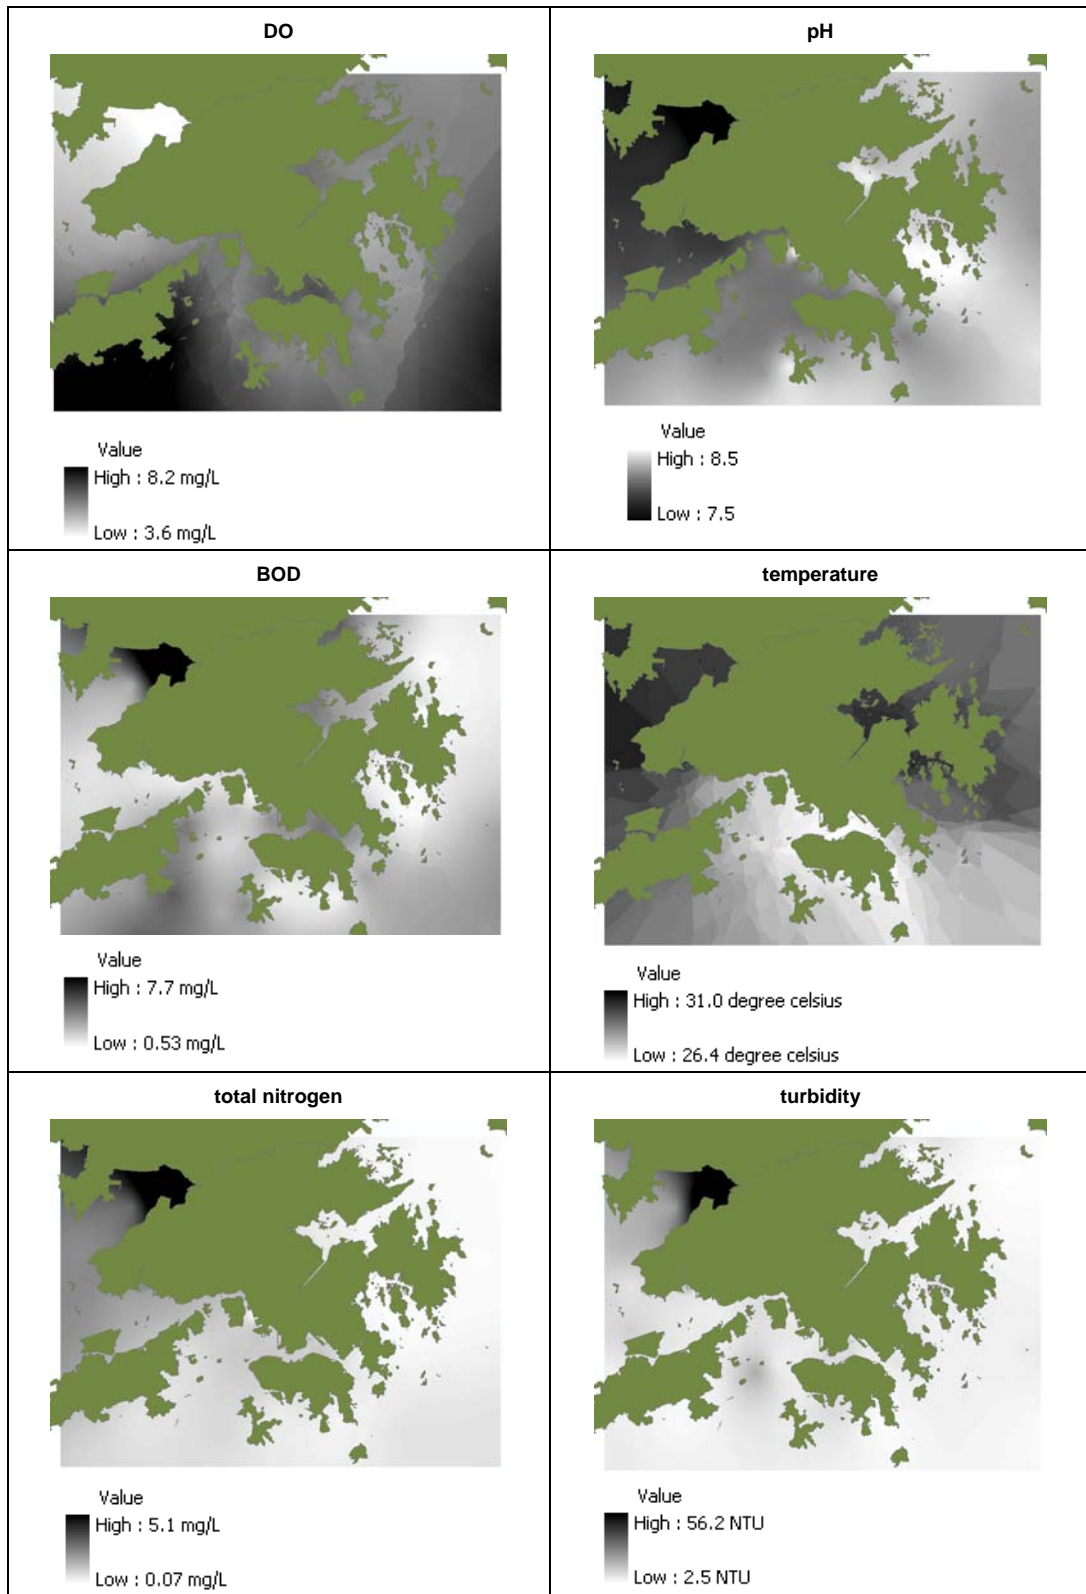 DO
Value
High : 8.2 mg/L
Low : 3.6 mg/L
pH
Value
High : 8.5
Low : 7.5
BOD
Value
High : 7.7 mg/L
Low : 0.53 mg/L
temperature
Value
High : 31.0 degree celsius
Low : 26.4 degree celsius
total nitrogen
Value
High : 5.1 mg/L
Low : 0.07 mg/L
turbidity
Value
High : 56.2 NTU
Low : 2.5 NTU